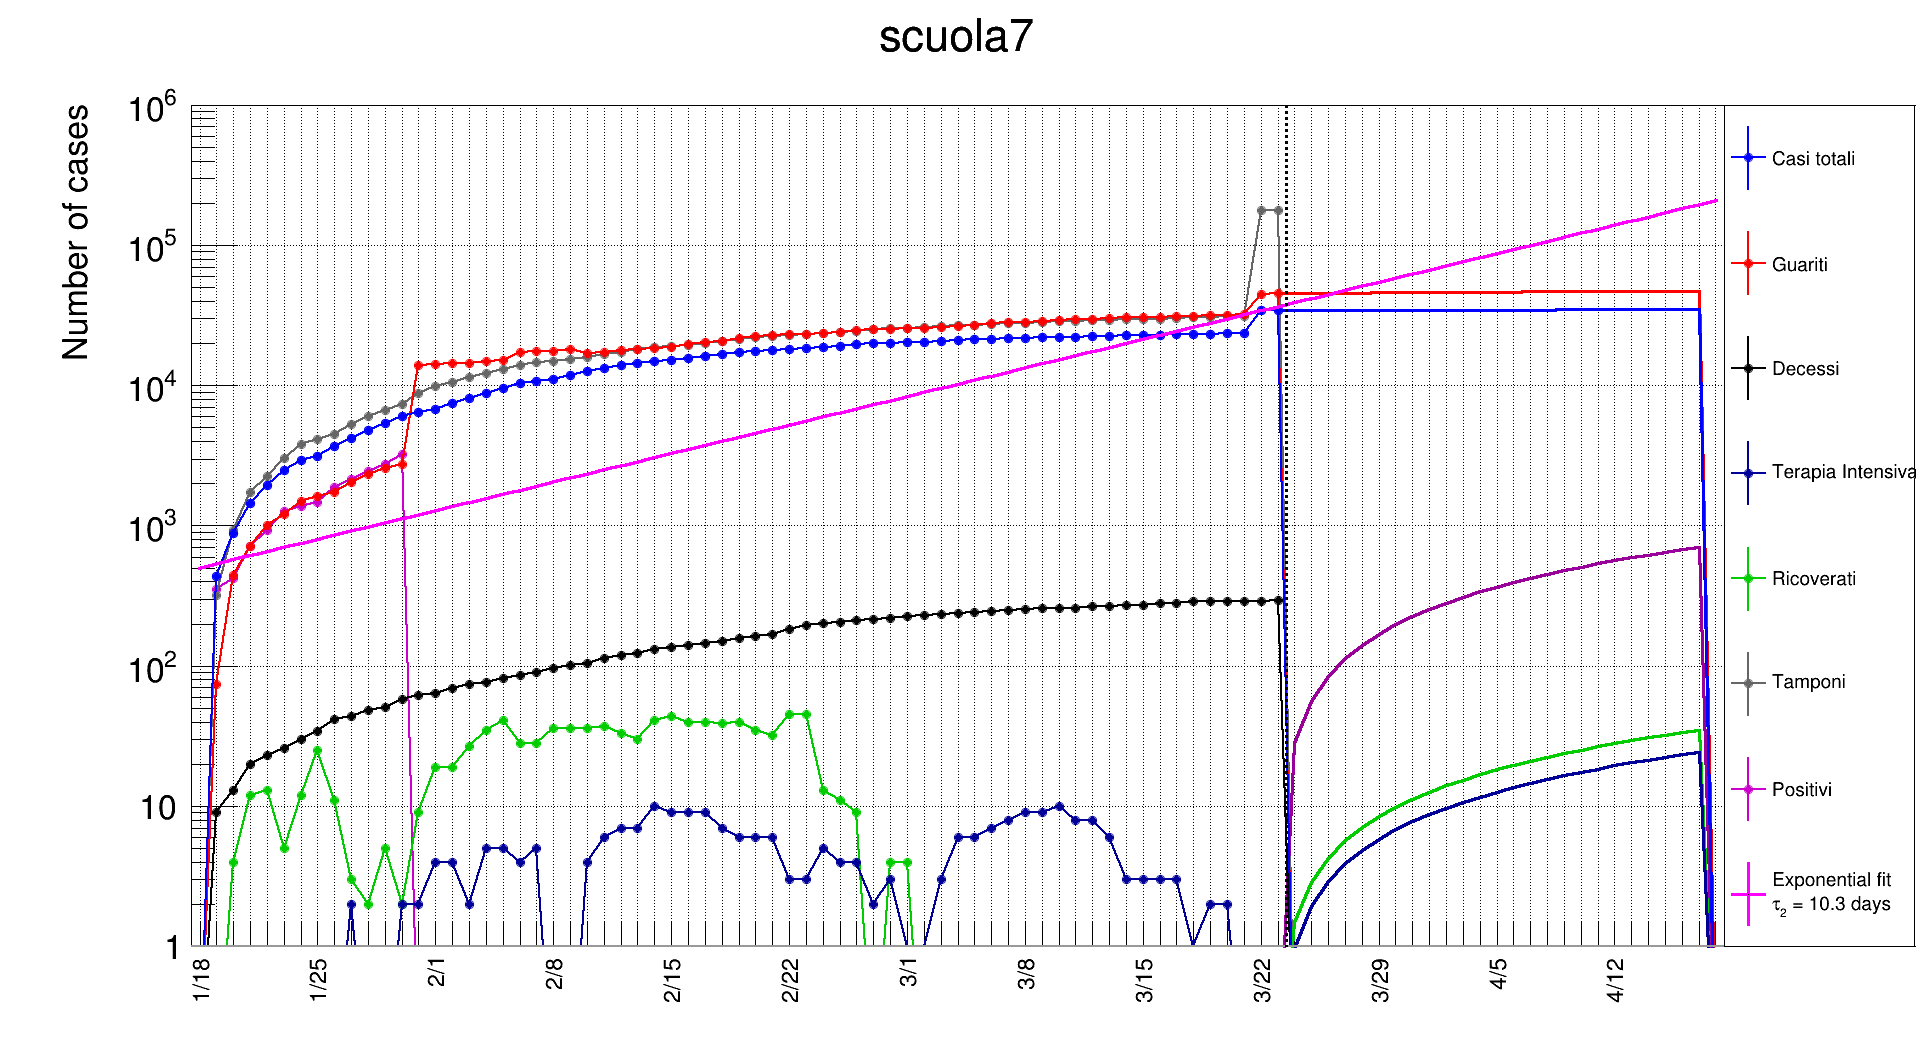 scuola7
Number of cases
10^6
10^5
10^4
10^3
10^2
10
1
1/18
1/25
2/1
2/8
2/15
2/22
3/1
3/8
3/15
3/22
3/29
4/5
4/12
Casi totali
Guariti
Decessi
Terapia Intensiva
Ricoverati
Tamponi
Positivi
Exponential fit
τ₂ = 10.3 days